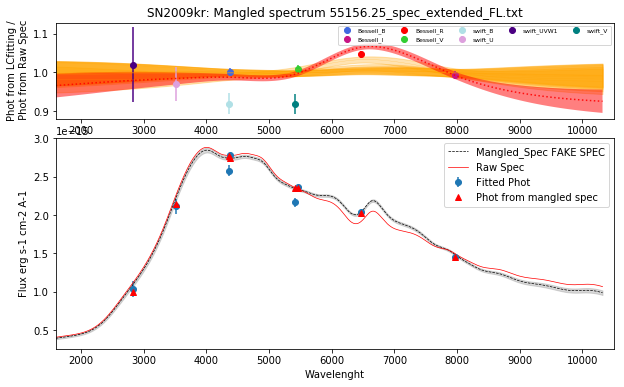 SN2009kr: Mangled spectrum 55156.25_spec_extended_FL.txt
Phot from LCfitting /
Phot from Raw Spec
1.1
1.0
0.9
Bessell_B
Bessell_R
swift_B
swift_UVW1
swift_V
Bessell_I
Bessell_V
swift_U
2000 3000 4000 5000 6000 7000 8000 9000 10000
1e-15
Flux erg s-1 cm-2 A-1
3.0
2.5
2.0
1.5
1.0
0.5
Mangled_Spec FAKE SPEC
Raw Spec
Fitted Phot
Phot from mangled spec
2000 3000 4000 5000 6000 7000 8000 9000 10000
Wavelenght